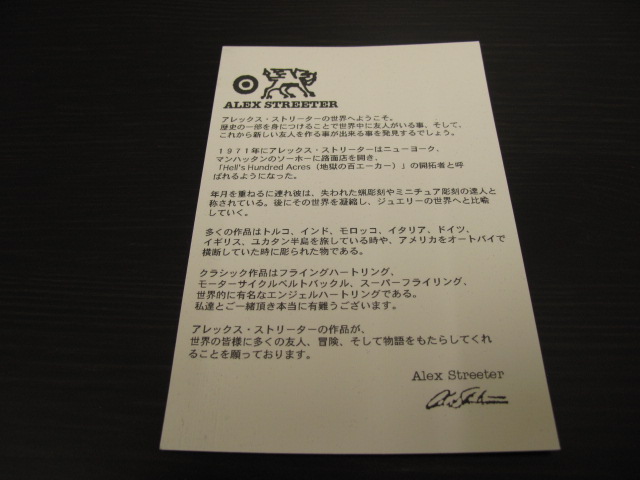 ALEX STREETER
アレックス・ストリーターの世界へようこそ。
歴史の一部を身につけることで世界中に友人がいる事、そして、
これから新しい友人を作る事が出来る事を発見するでしょう。
1971年にアレックス・ストリーターはニューヨーク、
マンハッタンのソーホーに路面店を開き、
「Hell's Hundred Acres（地獄の百エーカー）」の開拓者と呼
ばれるようになった。
年月を重ねるに連れ彼は、失われた蝋彫刻やミニチュア彫刻の達人と
称されている。後にその世界を凝縮し、ジュエリーの世界へと比喩
していく。
多くの作品はトルコ、インド、モロッコ、イタリア、ドイツ、
イギリス、ユカタン半島を旅している時や、アメリカをオートバイで
横断していた時に彫られた物である。
クラシック作品はフライングハートリング、
モーターサイクルベルトバックル、スーパーフライリング、
世界的に有名なエンジェルハートリングである。
私達とご一緒頂き本当に有難うございます。
アレックス・ストリーターの作品が、
世界の皆様に多くの友人、冒険、そして物語をもたらしてくれ
ることを願っております。
Alex Streeter